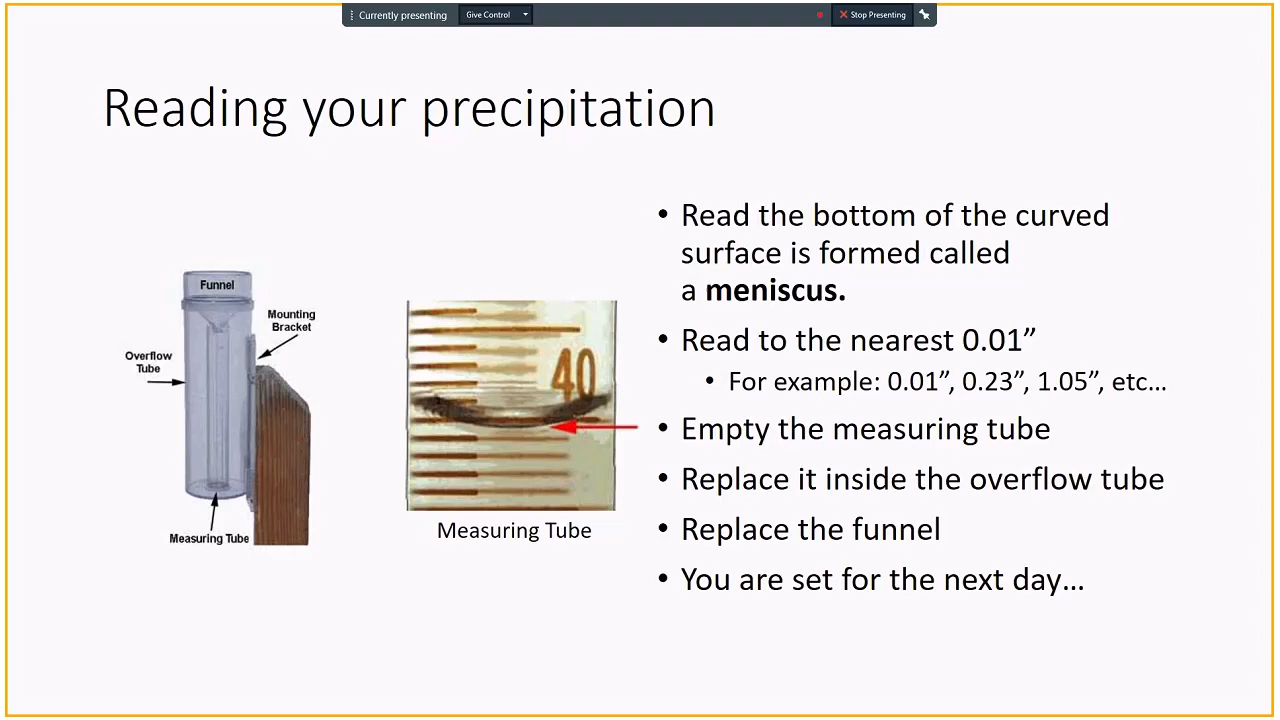 Currently presenting
Give Control
Stop Presenting
Reading your precipitation
Funnel
Mounting
Bracket
Overflow
Tube
Measuring Tube
40
Measuring Tube
• Read the bottom of the curved
surface is formed called
a meniscus.
• Read to the nearest 0.01”
• For example: 0.01”, 0.23”, 1.05”, etc…
• Empty the measuring tube
• Replace it inside the overflow tube
• Replace the funnel
• You are set for the next day…